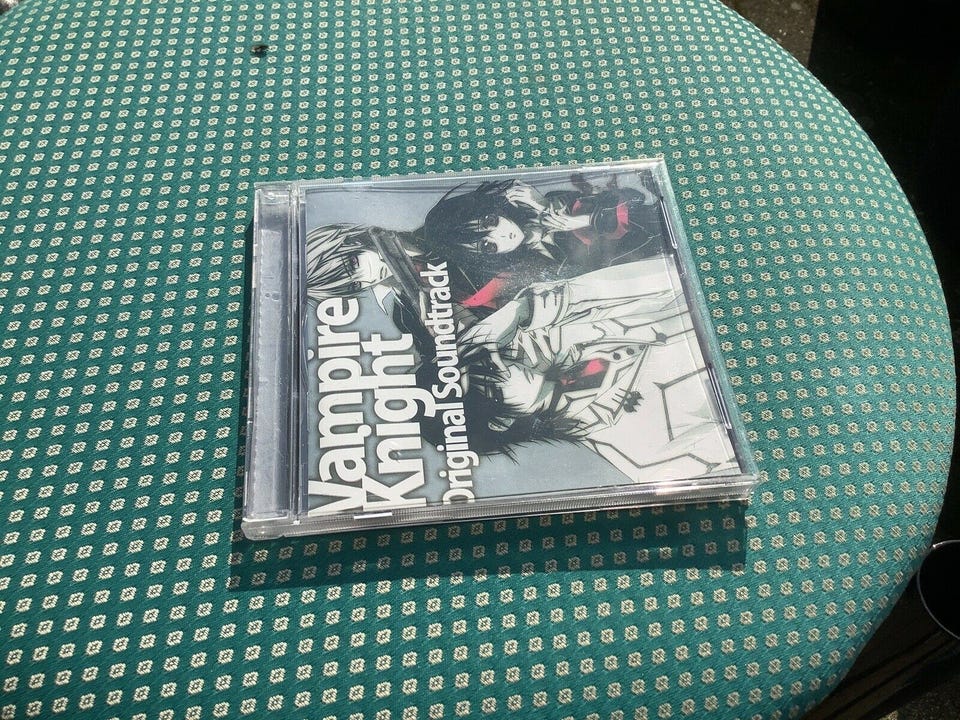 Vampire
Knight
Original Soundtrack